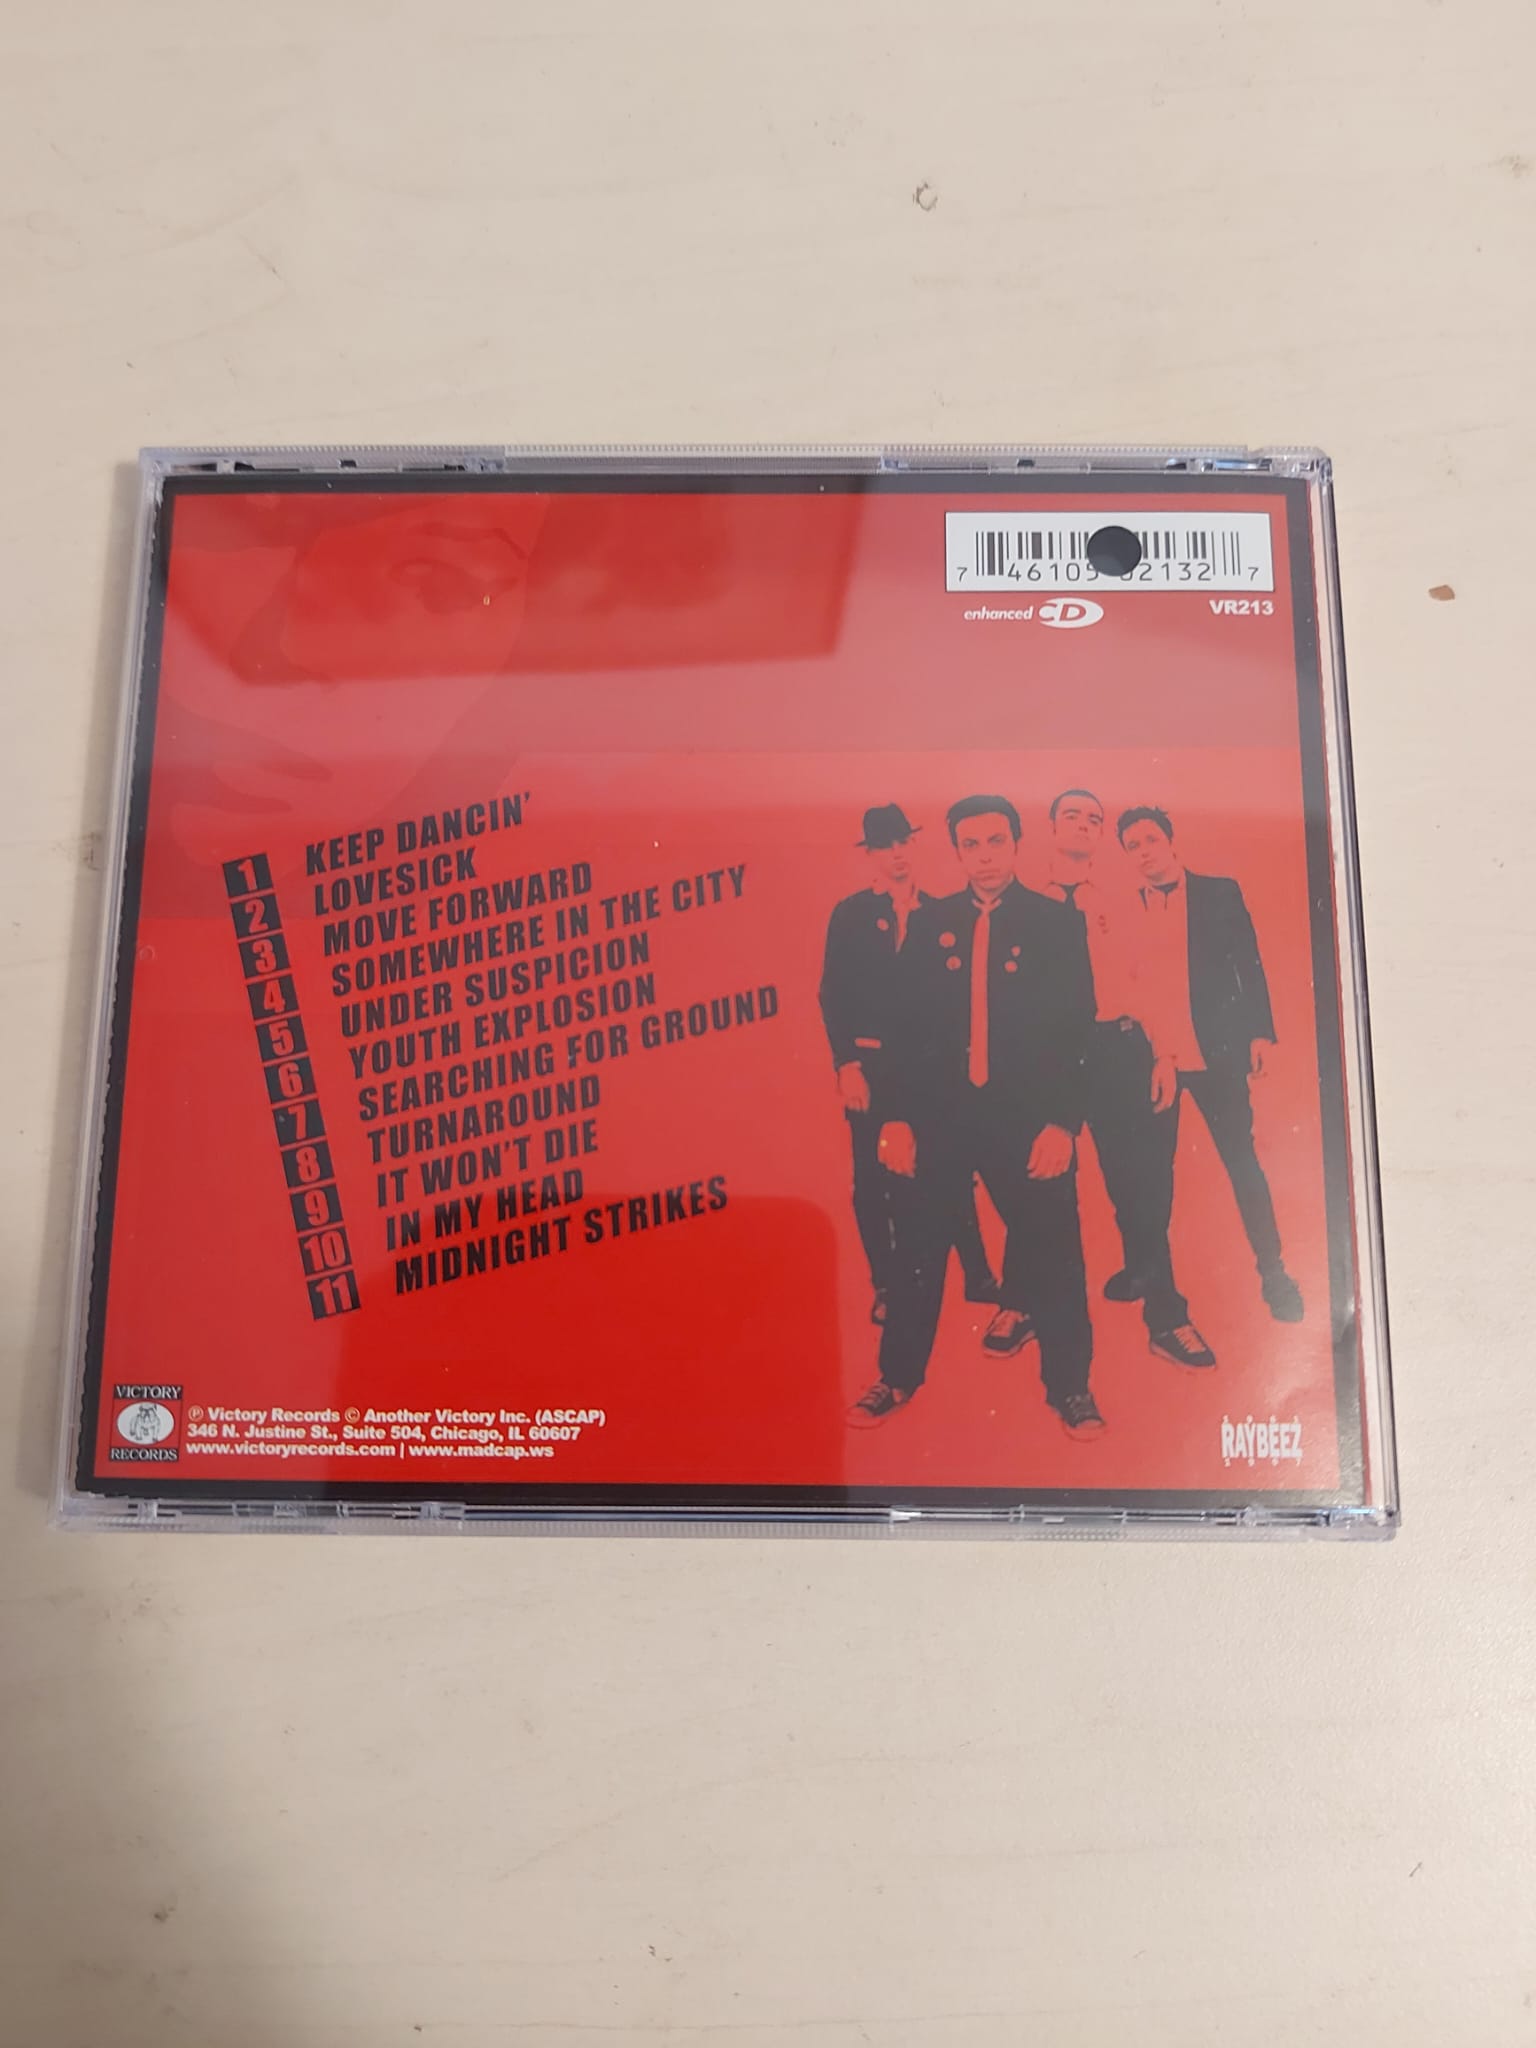 7 46105 02132 7
enhanced CD
VR213
1 KEEP DANCIN'
2 LOVESICK
3 MOVE FORWARD
4 SOMEWHERE IN THE CITY
5 UNDER SUSPICION
6 YOUTH EXPLOSION
7 SEARCHING FOR GROUND
8 TURNAROUND
9 IT WON'T DIE
10 IN MY HEAD
11 MIDNIGHT STRIKES
VICTORY
RECORDS
℗ Victory Records © Another Victory Inc. (ASCAP)
346 N. Justine St., Suite 504, Chicago, IL 60607
www.victoryrecords.com | www.madcap.ws
RAYBEEZ